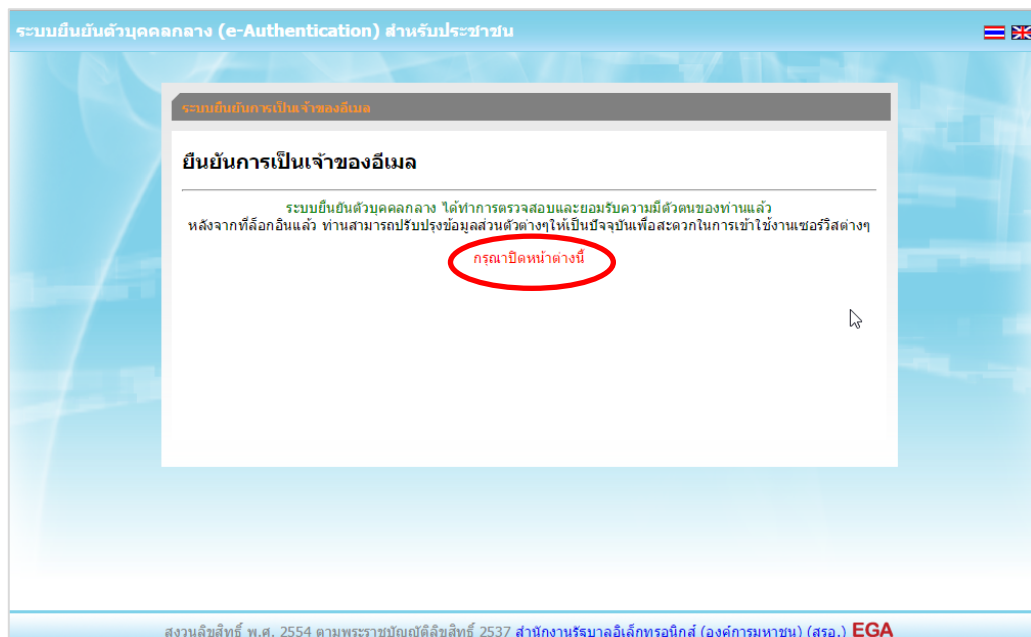 ระบบยืนยันตัวบุคคลกลาง (e-Authentication) สำหรับประชาชน
ระบบยืนยันการเป็นเจ้าของอีเมล
ยืนยันการเป็นเจ้าของอีเมล
ระบบยืนยันตัวบุคคลกลาง ได้ทำการตรวจสอบและยอมรับความมีตัวตนของท่านแล้ว
หลังจากที่ล็อกอินแล้ว ท่านสามารถปรับปรุงข้อมูลส่วนตัวต่างๆให้เป็นปัจจุบันเพื่อสะดวกในการเข้าใช้งานเซอร์วิสต่างๆ
กรุณาปิดหน้าต่างนี้
สงวนลิขสิทธิ์ พ.ศ. 2554 ตามพระราชบัญญัติลิขสิทธิ์ 2537 สำนักงานรัฐบาลอิเล็กทรอนิกส์ (องค์การมหาชน) (สรอ.) EGA